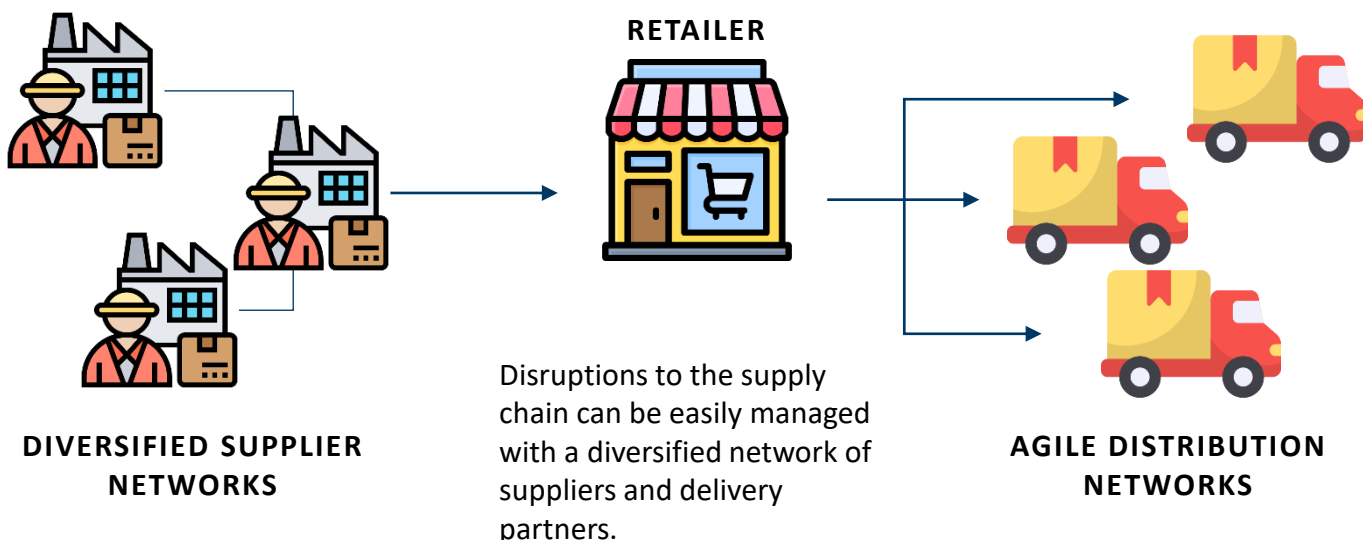 RETAILER
DIVERSIFIED SUPPLIER
NETWORKS
Disruptions to the supply
chain can be easily managed
with a diversified network of
suppliers and delivery
partners.
AGILE DISTRIBUTION
NETWORKS